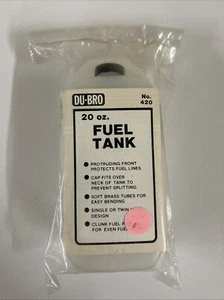 DU-BRO
No.
420
20 oz.
FUEL
TANK
PROTRUDING FRONT
PROTECTS FUEL LINES.
CAP FITS OVER
NECK OF TANK TO
PREVENT SPLITTING.
SOFT BRASS TUBES FOR
EASY BENDING
SINGLE OR TWIN
DESIGN
CLUNK FUEL
FOR EVEN FUEL